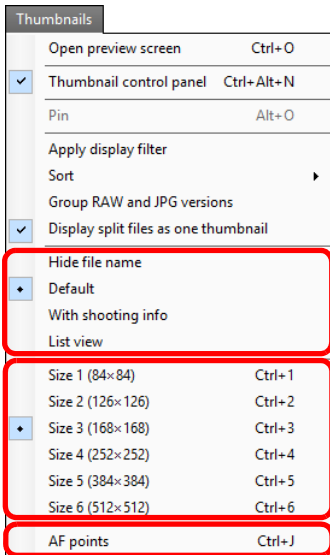 Thumbnails
Open preview screen Ctrl+O
Thumbnail control panel Ctrl+Alt+N
Pin Alt+O
Apply display filter
Sort
Group RAW and JPG versions
Display split files as one thumbnail
Hide file name
Default
With shooting info
List view
Size 1 (84×84) Ctrl+1
Size 2 (126×126) Ctrl+2
Size 3 (168×168) Ctrl+3
Size 4 (252×252) Ctrl+4
Size 5 (384×384) Ctrl+5
Size 6 (512×512) Ctrl+6
AF points Ctrl+J